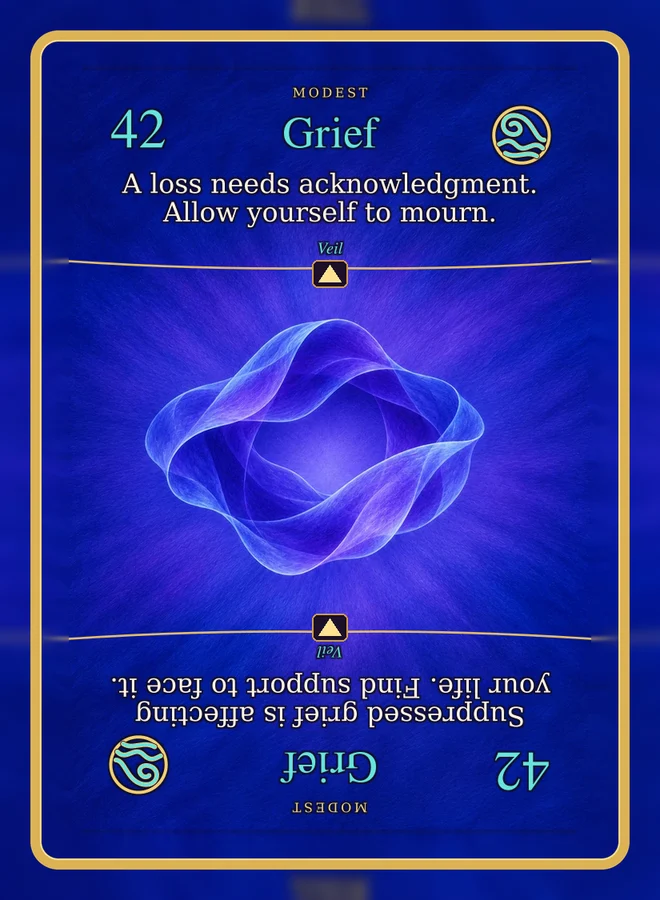 MODEST
42 Grief
A loss needs acknowledgment.
Allow yourself to mourn.
Veil
Veil
Suppressed grief is affecting
your life. Find support to face it.
42 Grief
MODEST